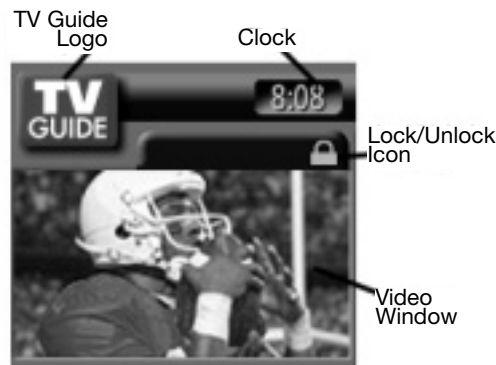 TV Guide
Logo
Clock
TV
GUIDE
8:08
Lock/Unlock
Icon
Video
Window